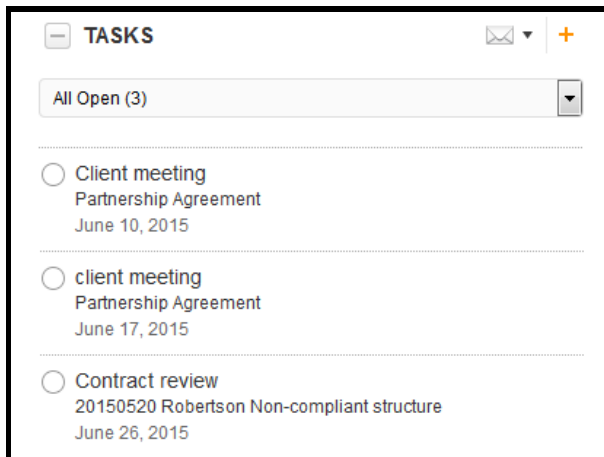 TASKS
All Open (3)
Client meeting
Partnership Agreement
June 10, 2015
client meeting
Partnership Agreement
June 17, 2015
Contract review
20150520 Robertson Non-compliant structure
June 26, 2015